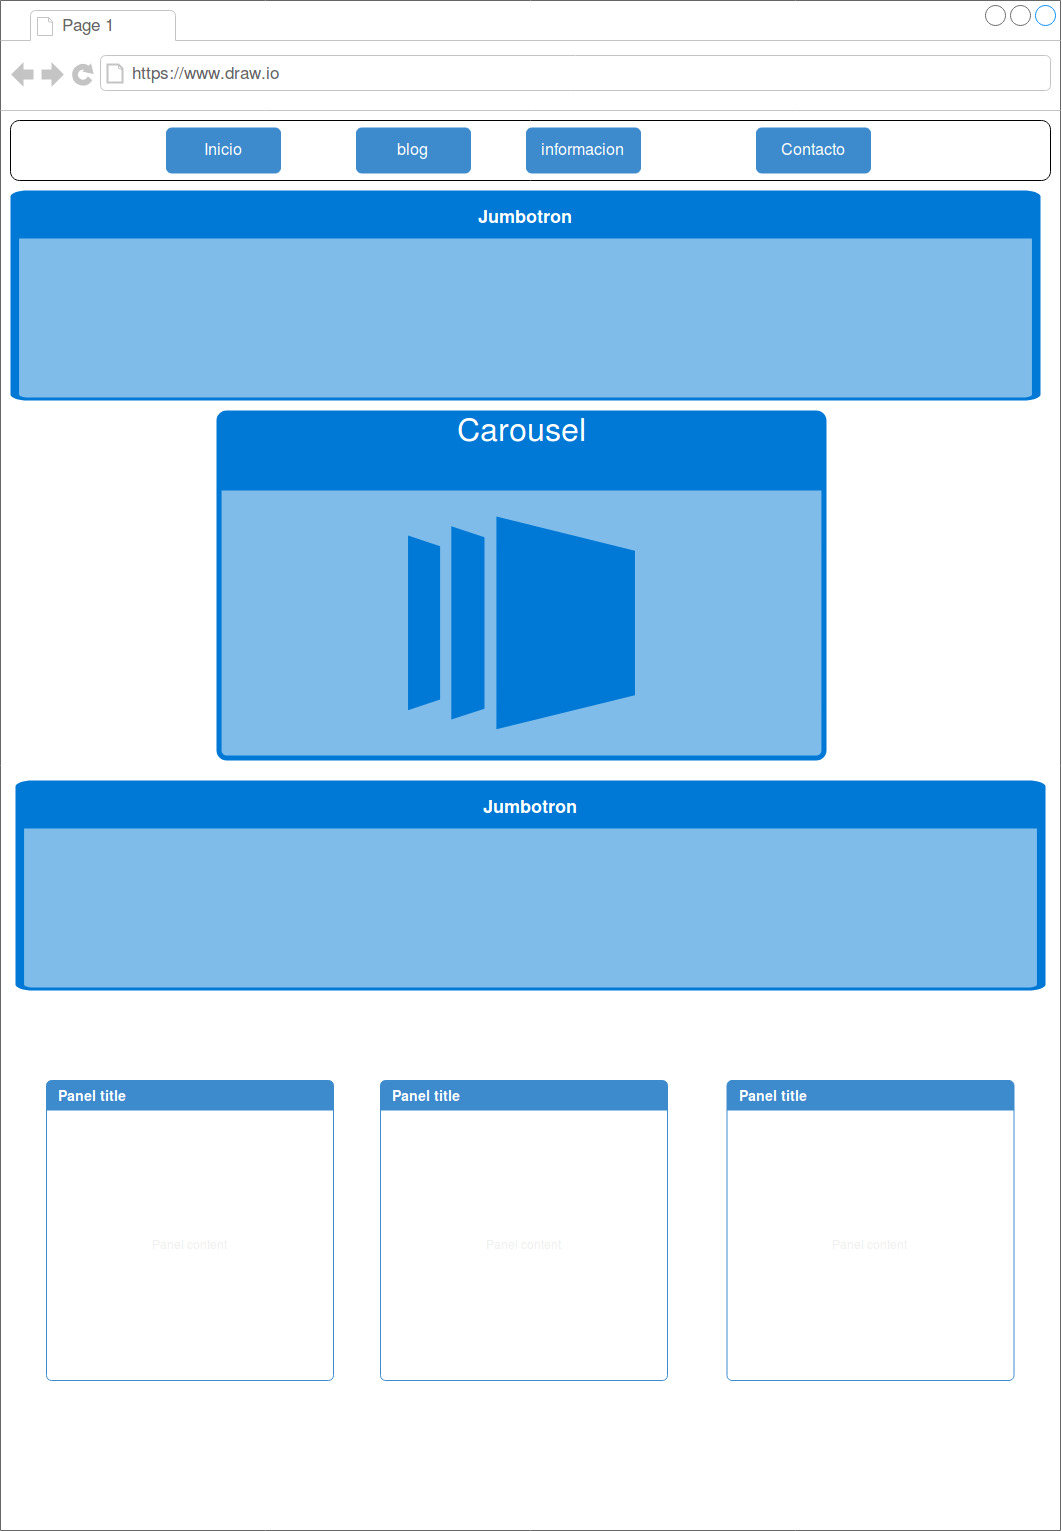 Page 1
https://www.draw.io
Inicio
blog
informacion
Contacto
Jumbotron
Carousel
Jumbotron
Panel title
Panel title
Panel title
Panel content
Panel content
Panel content